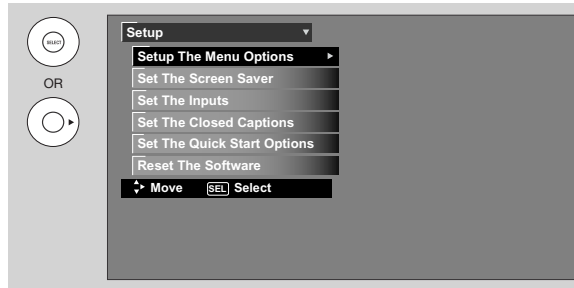 SELECT
OR
Setup
Setup The Menu Options
Set The Screen Saver
Set The Inputs
Set The Closed Captions
Set The Quick Start Options
Reset The Software
Move SEL Select